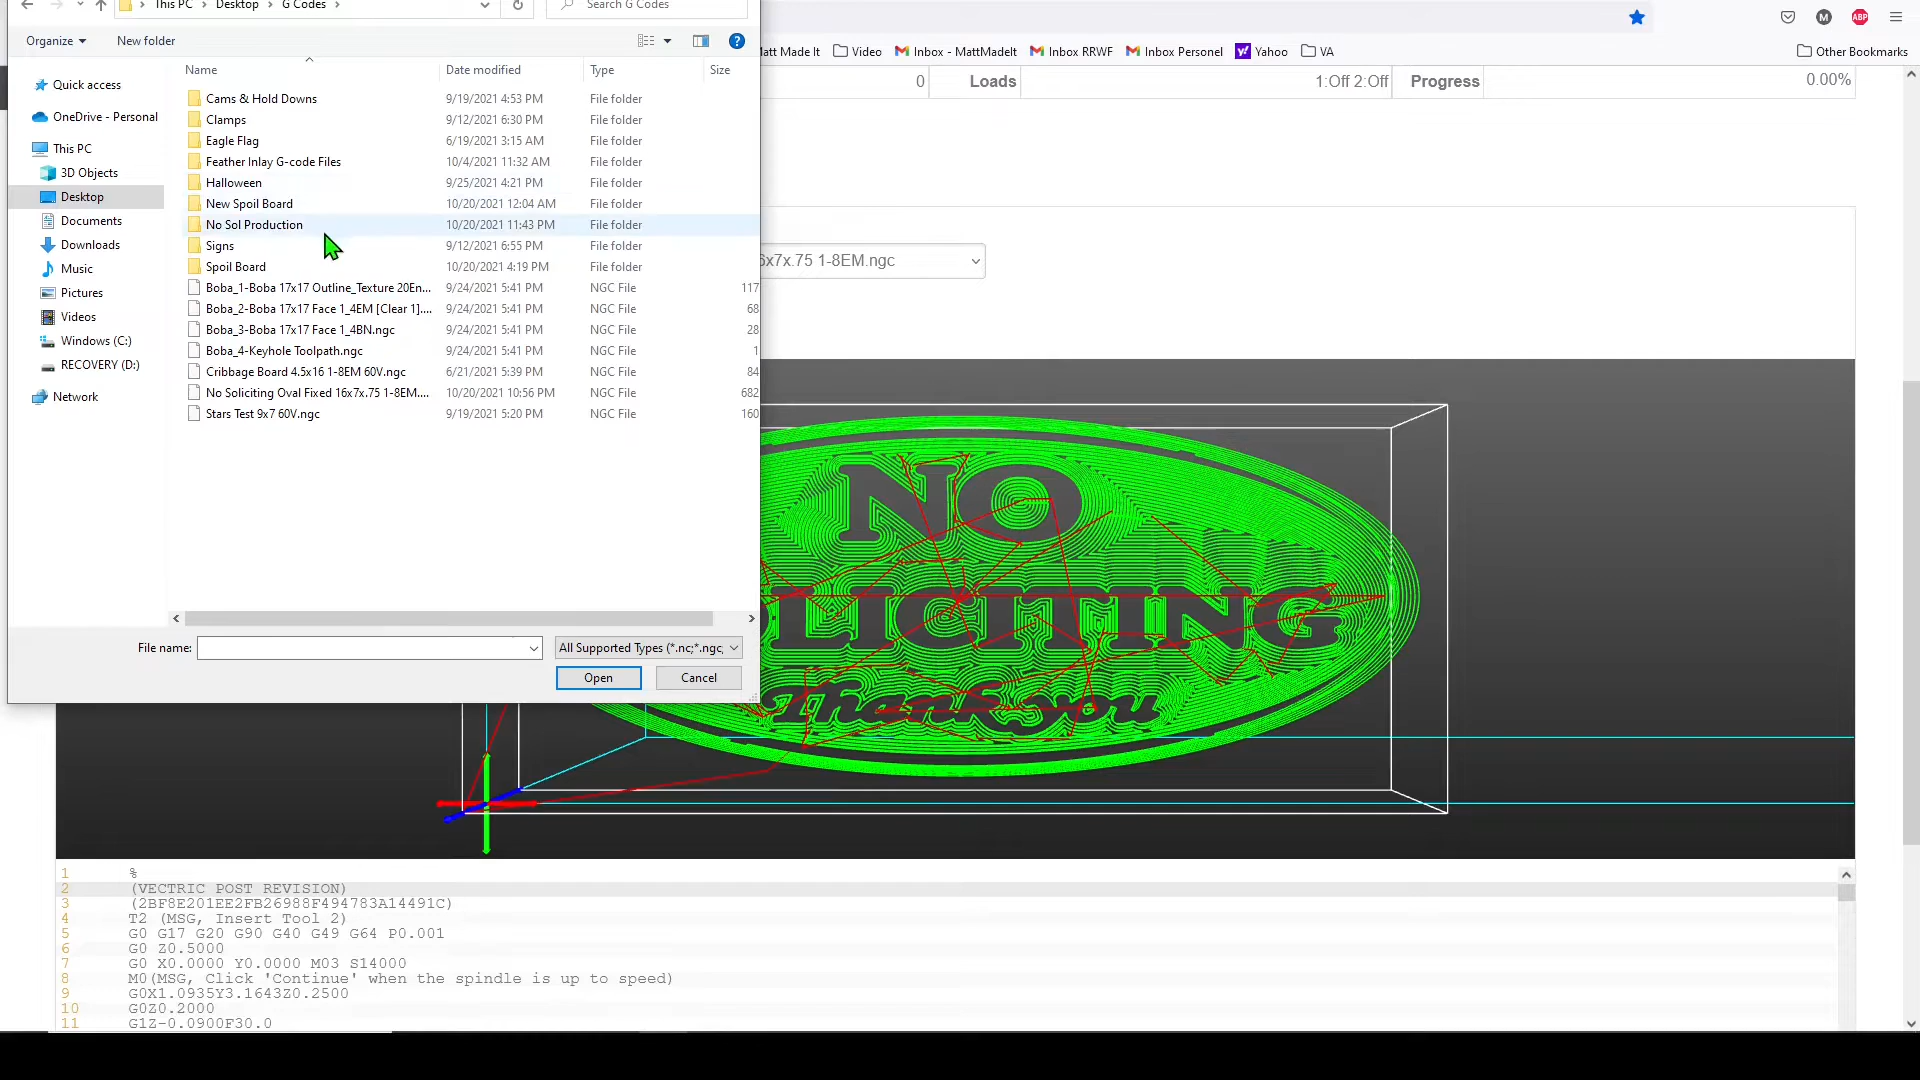 This PC > Desktop > G Codes >
Search G Codes
Organize
New folder
Name
Date modified
Type
Size
Quick access
OneDrive - Personal
This PC
3D Objects
Desktop
Documents
Downloads
Music
Pictures
Videos
Windows (C:)
RECOVERY (D:)
Network
Cams & Hold Downs 9/19/2021 4:53 PM File folder
Clamps 9/12/2021 6:30 PM File folder
Eagle Flag 6/19/2021 3:15 AM File folder
Feather Inlay G-code Files 10/4/2021 11:32 AM File folder
Halloween 9/25/2021 4:21 PM File folder
New Spoil Board 10/20/2021 12:04 AM File folder
No Sol Production 10/20/2021 11:43 PM File folder
Signs 9/12/2021 6:55 PM File folder
Spoil Board 10/20/2021 4:19 PM File folder
Boba_1-Boba 17x17 Outline_Texture 20En... 9/24/2021 5:41 PM NGC File 117
Boba_2-Boba 17x17 Face 1_4EM [Clear 1].... 9/24/2021 5:41 PM NGC File 68
Boba_3-Boba 17x17 Face 1_4BN.ngc 9/24/2021 5:41 PM NGC File 28
Boba_4-Keyhole Toolpath.ngc 9/24/2021 5:41 PM NGC File 1
Cribbage Board 4.5x16 1-8EM 60V.ngc 6/21/2021 5:39 PM NGC File 84
No Soliciting Oval Fixed 16x7x.75 1-8EM.... 10/20/2021 10:56 PM NGC File 682
Stars Test 9x7 60V.ngc 9/19/2021 5:20 PM NGC File 160
File name:
All Supported Types (*.nc;*.ngc;
Open
Cancel
Matt Made It
Video
Inbox - MattMadeIt
Inbox RRWF
Inbox Personel
Yahoo
VA
Other Bookmarks
M
ABP
0
Loads
1:Off 2:Off
Progress
0.00%
6x7x.75 1-8EM.ngc
NO
OLICITING
Thank you
1 %
2 (VECTRIC POST REVISION)
3 (2BF8E201EE2FB26988F494783A14491C)
4 T2 (MSG, Insert Tool 2)
5 G0 G17 G20 G90 G40 G49 G64 P0.001
6 G0 Z0.5000
7 G0 X0.0000 Y0.0000 M03 S14000
8 M0(MSG, Click 'Continue' when the spindle is up to speed)
9 G0X1.0935Y3.1643Z0.2500
10 G0Z0.2000
11 G1Z-0.0900F30.0